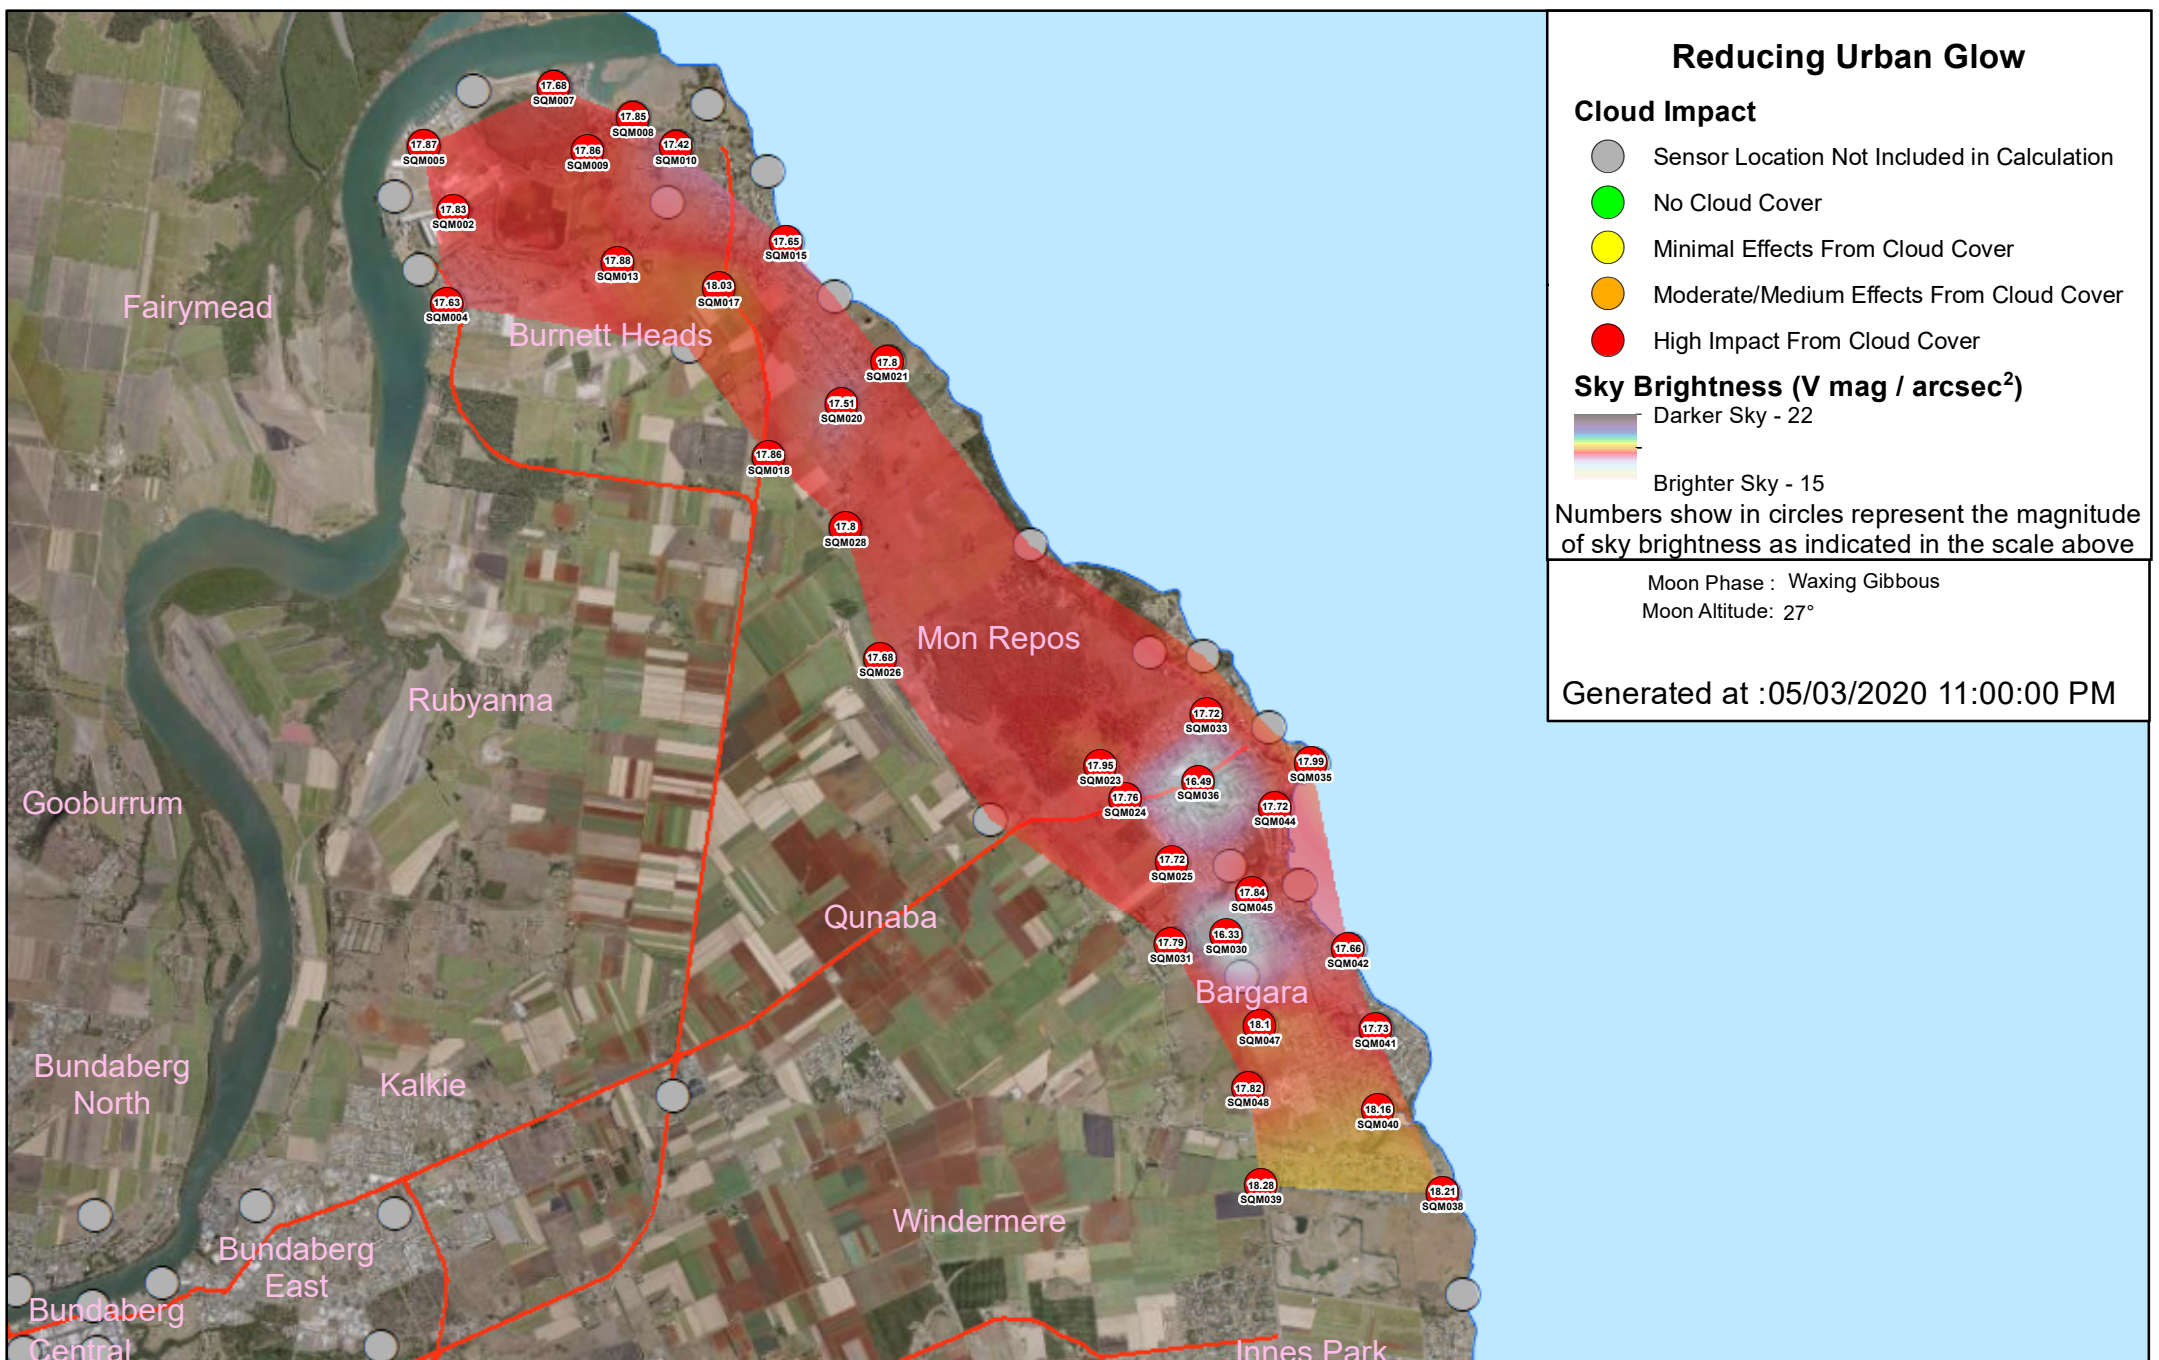 Reducing Urban Glow
Cloud Impact
Sensor Location Not Included in Calculation
No Cloud Cover
Minimal Effects From Cloud Cover
Moderate/Medium Effects From Cloud Cover
High Impact From Cloud Cover
Sky Brightness (V mag / arcsec²)
Darker Sky - 22
Brighter Sky - 15
Numbers show in circles represent the magnitude
of sky brightness as indicated in the scale above
Moon Phase : Waxing Gibbous
Moon Altitude: 27°
Generated at :05/03/2020 11:00:00 PM
17.68
SQM007
17.85
SQM008
17.87
SQM005
17.86
SQM009
17.42
SQM010
17.83
SQM002
17.65
SQM015
17.88
SQM013
18.03
SQM017
17.63
SQM004
Fairymead
Burnett Heads
17.8
SQM021
17.51
SQM020
17.86
SQM018
17.8
SQM028
Mon Repos
17.68
SQM026
Rubyanna
17.72
SQM033
17.95
SQM023
17.99
SQM035
16.49
SQM036
17.76
SQM024
17.72
SQM044
Gooburrum
17.72
SQM025
17.84
SQM045
Qunaba
17.79
SQM031
16.33
SQM030
17.66
SQM042
Bargara
18.1
SQM047
17.73
SQM041
Bundaberg
North
Kalkie
17.82
SQM048
18.16
SQM040
18.28
SQM039
18.21
SQM038
Windermere
Bundaberg
East
Bundaberg
Central
Innes Park